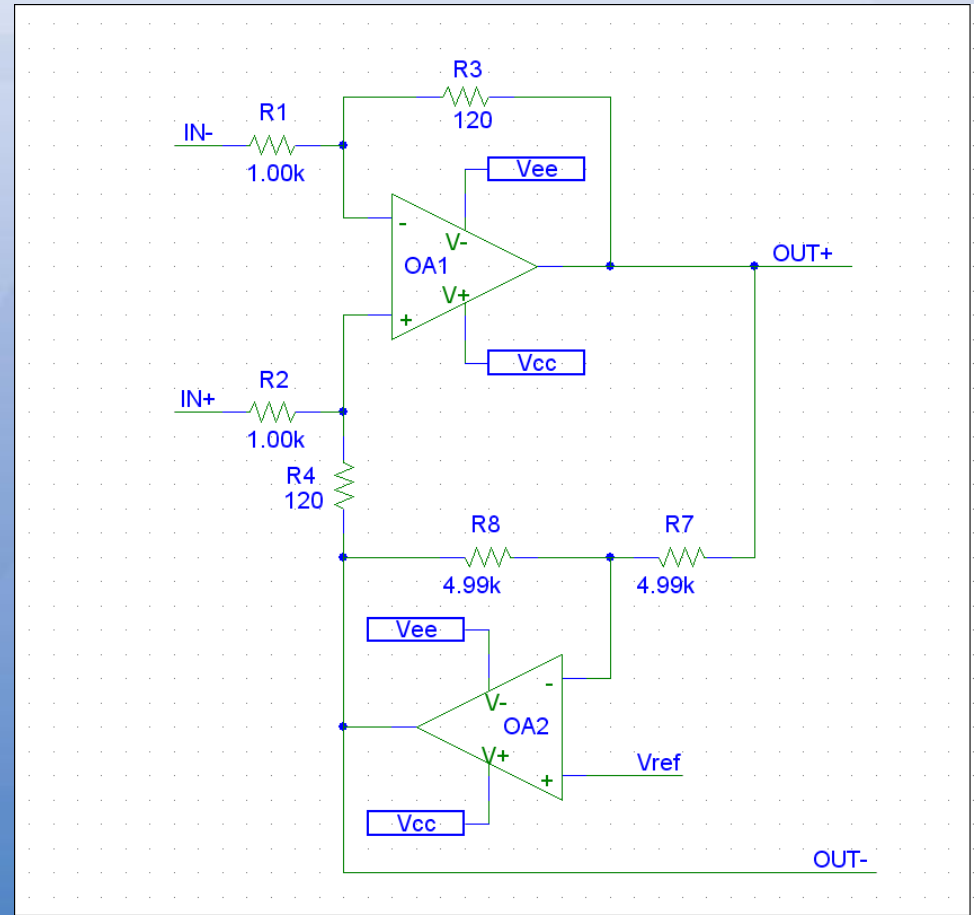 R3
120
R1
IN-
1.00k
Vee
-
V-
OA1
OUT+
V+
+
Vcc
R2
IN+
1.00k
R4
120
R8
R7
4.99k
4.99k
Vee
-
V-
OA2
V+
Vref
+
Vcc
OUT-